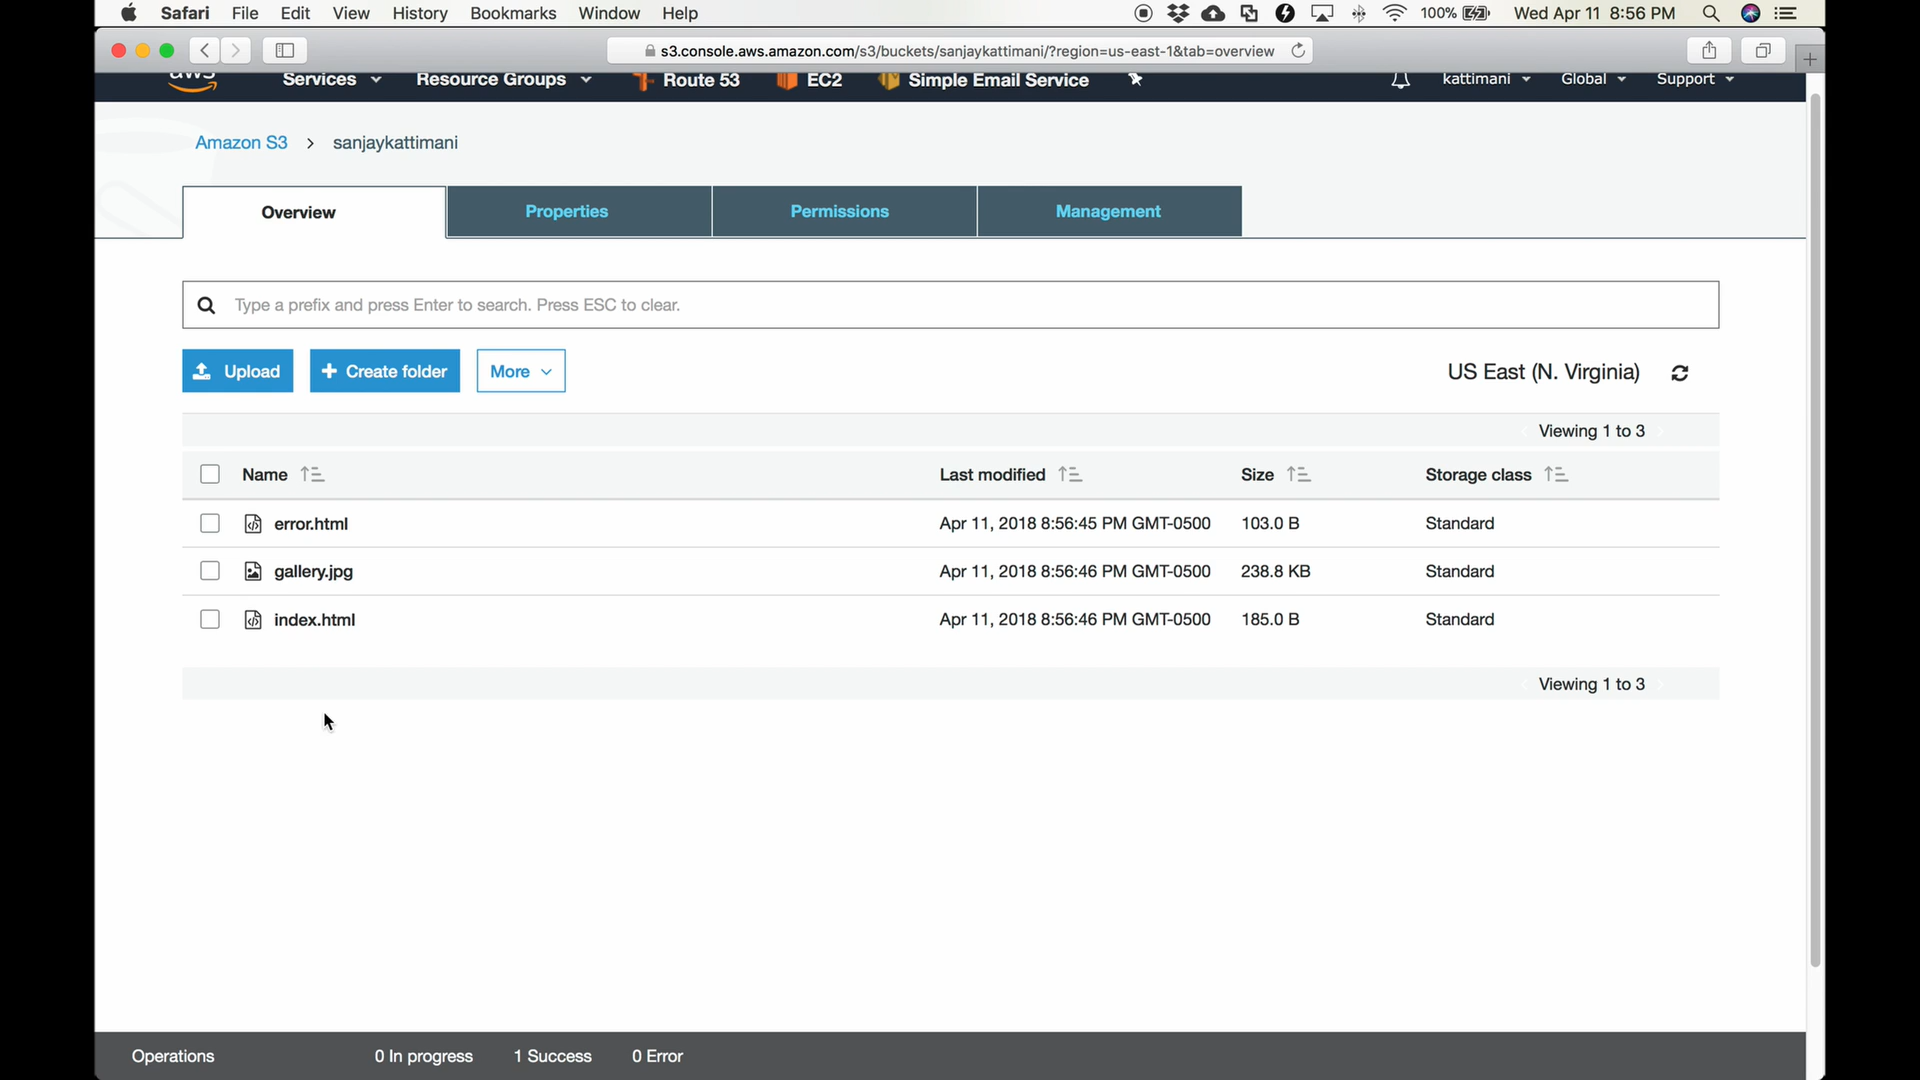 Safari File Edit View History Bookmarks Window Help 100% Wed Apr 11 8:56 PM
s3.console.aws.amazon.com/s3/buckets/sanjaykattimani/?region=us-east-1&tab=overview
aws Services Resource Groups Route 53 EC2 Simple Email Service kattimani Global Support
Amazon S3 > sanjaykattimani
Overview Properties Permissions Management
Type a prefix and press Enter to search. Press ESC to clear.
Upload + Create folder More US East (N. Virginia)
Viewing 1 to 3
Name Last modified Size Storage class
error.html Apr 11, 2018 8:56:45 PM GMT-0500 103.0 B Standard
gallery.jpg Apr 11, 2018 8:56:46 PM GMT-0500 238.8 KB Standard
index.html Apr 11, 2018 8:56:46 PM GMT-0500 185.0 B Standard
Viewing 1 to 3
Operations 0 In progress 1 Success 0 Error